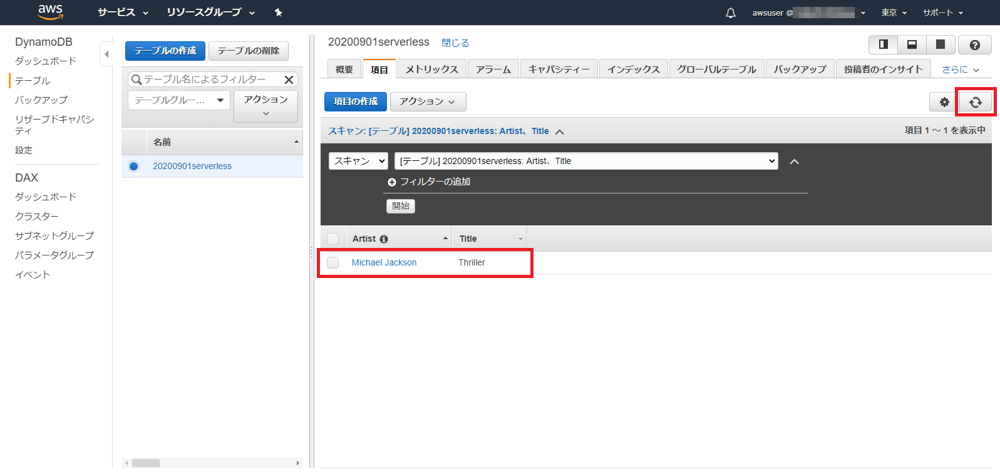 aws
サービス
リソースグループ
awsuser @
東京
サポート
DynamoDB
ダッシュボード
テーブル
バックアップ
リザーブドキャパシ
ティ
設定
DAX
ダッシュボード
クラスター
サブネットグループ
パラメータグループ
イベント
テーブルの作成
テーブルの削除
テーブル名によるフィルター
テーブルグルー...
アクション
名前
20200901serverless
20200901serverless
閉じる
概要
項目
メトリックス
アラーム
キャパシティー
インデックス
グローバルテーブル
バックアップ
投稿者のインサイト
さらに
項目の作成
アクション
スキャン: [テーブル] 20200901serverless: Artist、Title
項目 1 ～ 1 を表示中
スキャン
[テーブル] 20200901serverless: Artist、Title
フィルターの追加
開始
Artist
Title
Michael Jackson
Thriller